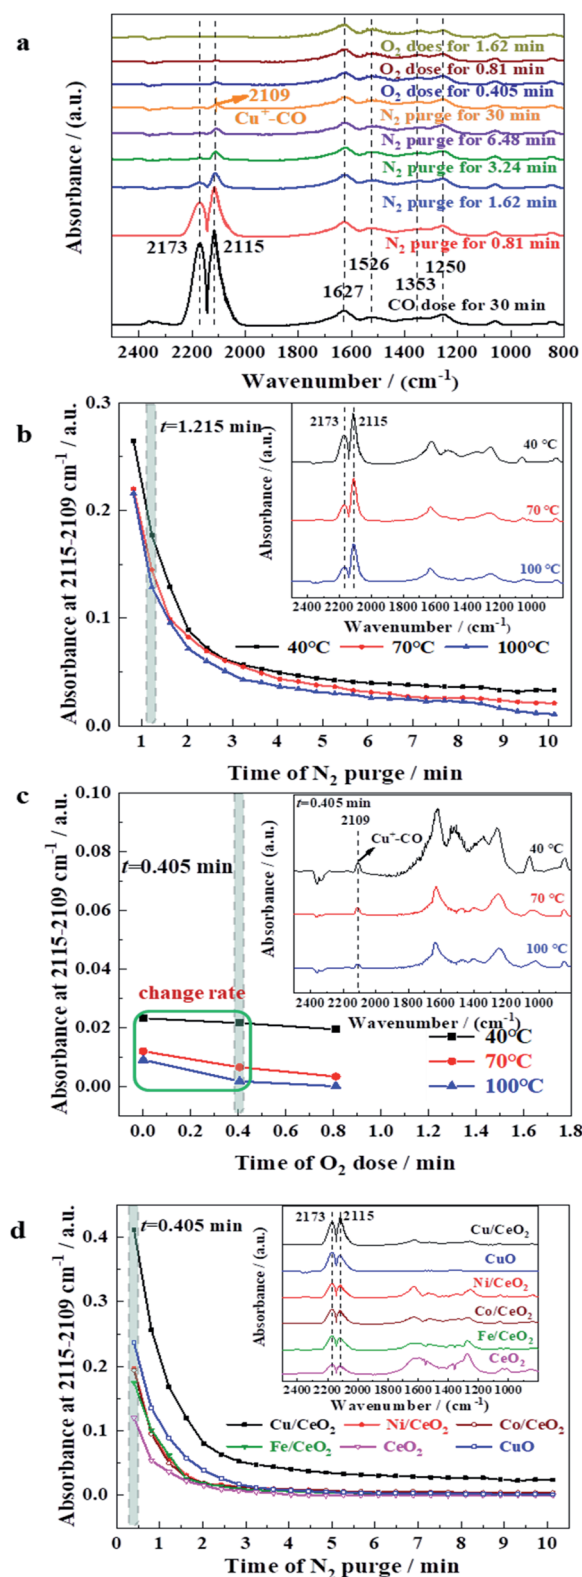 a
O2 does for 1.62 min
O2 dose for 0.81 min
O2 dose for 0.405 min
2109
Cu+-CO
N2 purge for 30 min
N2 purge for 6.48 min
N2 purge for 3.24 min
N2 purge for 1.62 min
N2 purge for 0.81 min
2173
2115
1526
1250
1627
1353
CO dose for 30 min
Absorbance / (a.u.)
2400 2200 2000 1800 1600 1400 1200 1000 800
Wavenumber / (cm-1)
b
t=1.215 min
Absorbance at 2115-2109 cm-1 / a.u.
0.3
0.2
0.1
0.0
2173
2115
40 °C
70 °C
100 °C
Absorbance / (a.u.)
2400 2200 2000 1800 1600 1400 1200 1000
Wavenumber / (cm-1)
40°C 70°C 100°C
1 2 3 4 5 6 7 8 9 10
Time of N2 purge / min
c
t=0.405 min
Absorbance at 2115-2109 cm-1 / a.u.
0.10
0.08
0.06
0.04
0.02
0.00
change rate
t=0.405 min
2109
Cu+-CO
40 °C
70 °C
100 °C
Absorbance / (a.u.)
2400 2200 2000 1800 1600 1400 1200 1000
Wavenumber / (cm-1)
40°C
70°C
100°C
0.0 0.2 0.4 0.6 0.8 1.0 1.2 1.4 1.6 1.8
Time of O2 dose / min
d
t=0.405 min
Absorbance at 2115-2109 cm-1 / a.u.
0.4
0.3
0.2
0.1
0.0
2173
2115
Cu/CeO2
CuO
Ni/CeO2
Co/CeO2
Fe/CeO2
CeO2
Absorbance / (a.u.)
2400 2200 2000 1800 1600 1400 1200 1000
Wavenumber / (cm-1)
Cu/CeO2 Ni/CeO2 Co/CeO2
Fe/CeO2 CeO2 CuO
0 1 2 3 4 5 6 7 8 9 10
Time of N2 purge / min